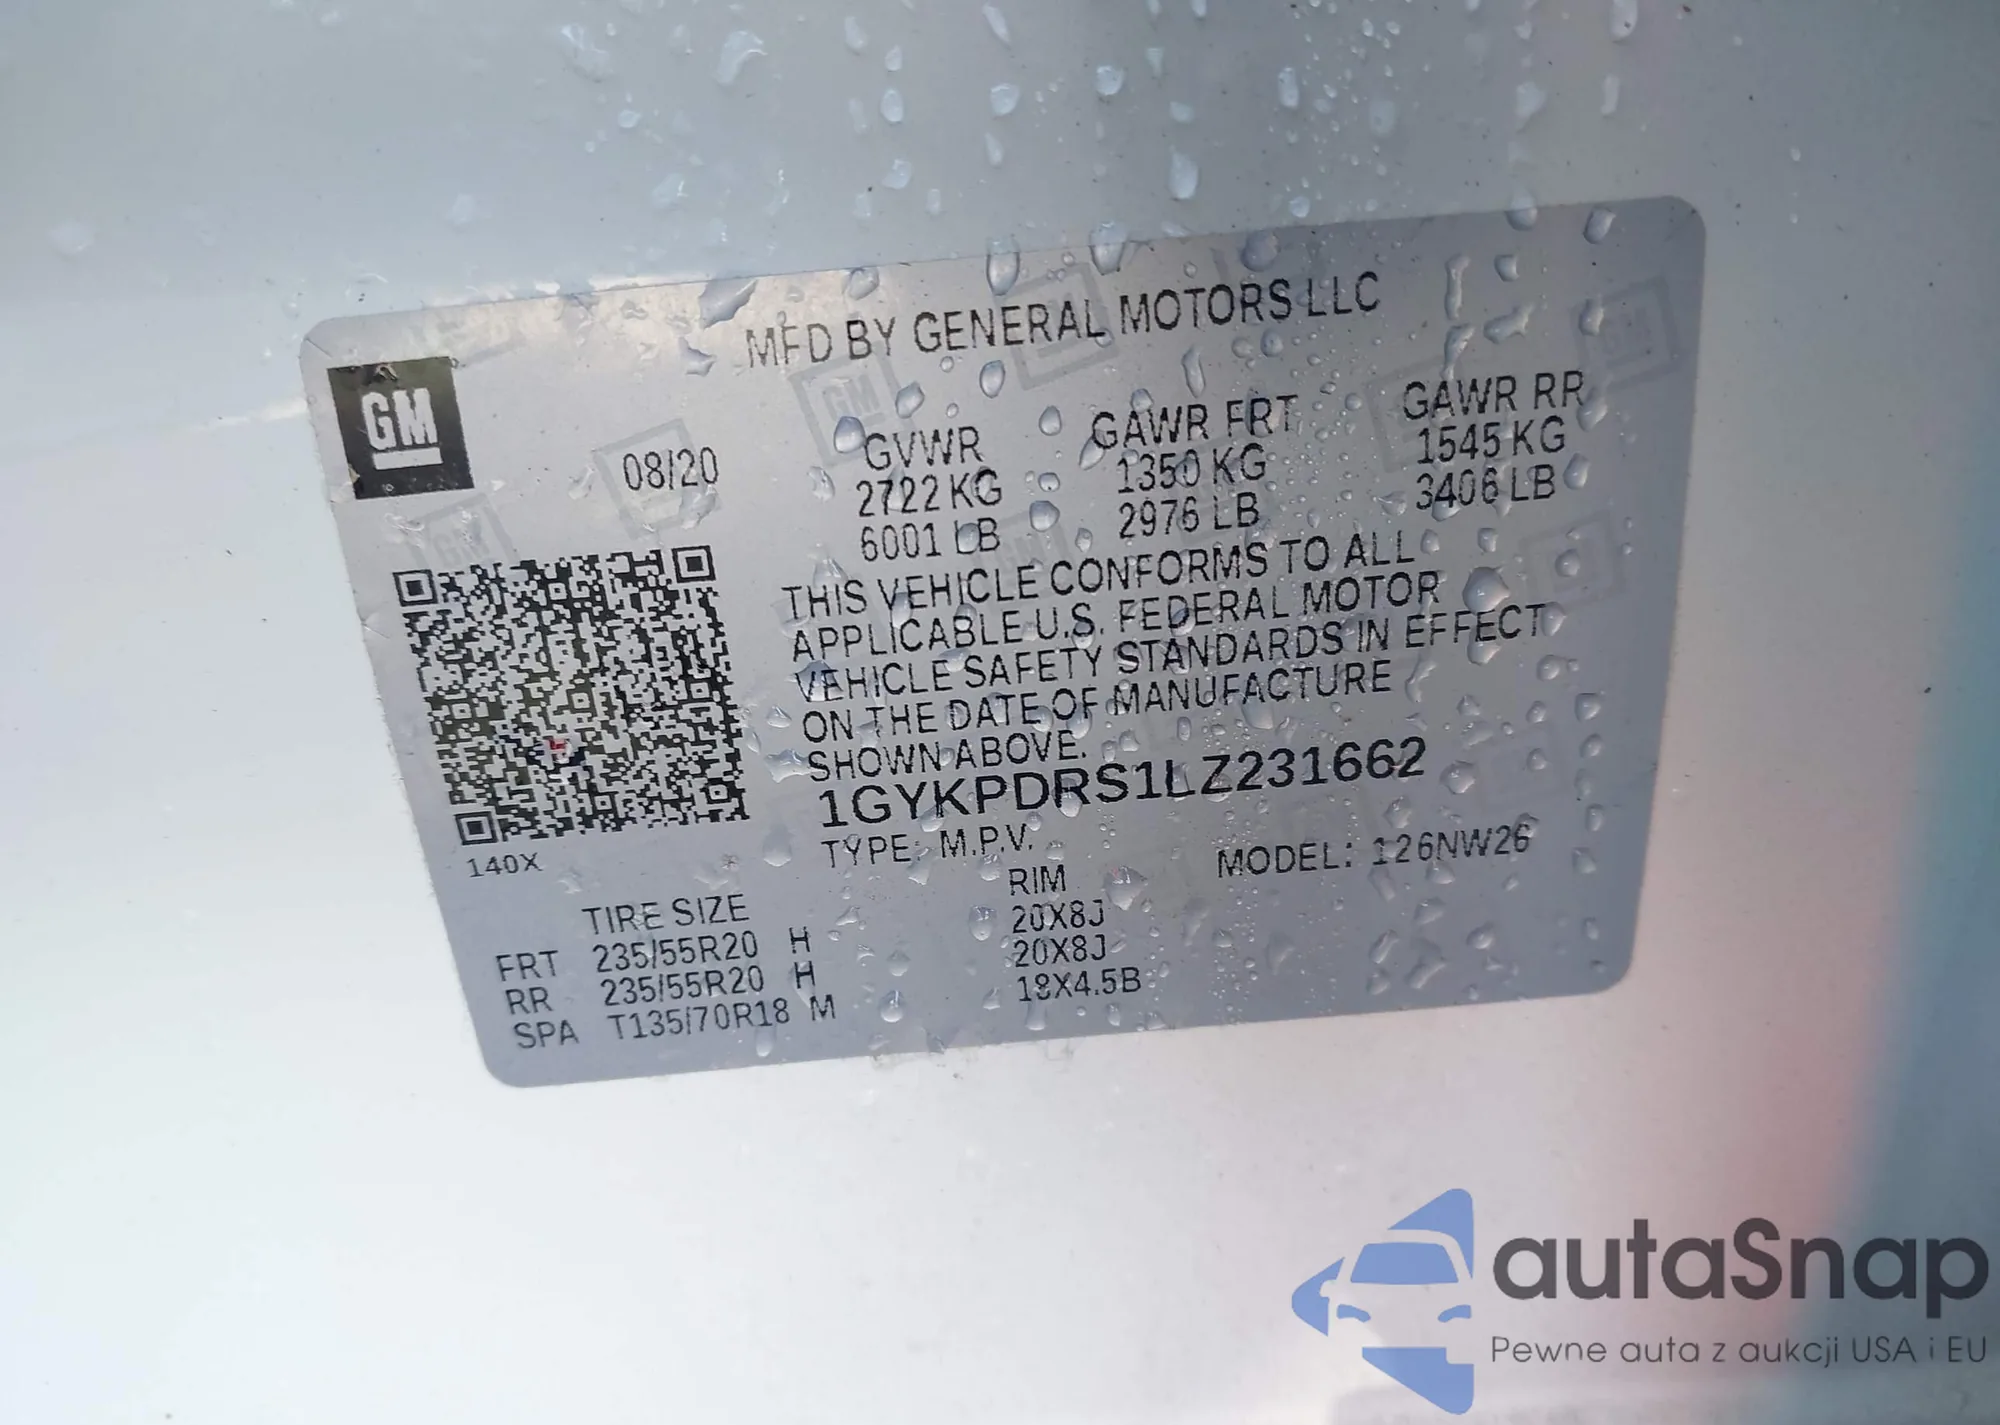 MFD BY GENERAL MOTORS LLC
GM
08/20
GVWR GAWR FRT GAWR RR
2722 KG 1350 KG 1545 KG
6001 LB 2976 LB 3406 LB
THIS VEHICLE CONFORMS TO ALL
APPLICABLE U.S. FEDERAL MOTOR
VEHICLE SAFETY STANDARDS IN EFFECT
ON THE DATE OF MANUFACTURE
SHOWN ABOVE.
1GYKPDRS1LZ231662
TYPE: M.P.V. MODEL: 126NW26
140X
TIRE SIZE RIM
FRT 235/55R20 H 20X8J
RR 235/55R20 H 20X8J
SPA T135/70R18 M 18X4.5B
autaSnap
Pewne auta z aukcji USA i EU